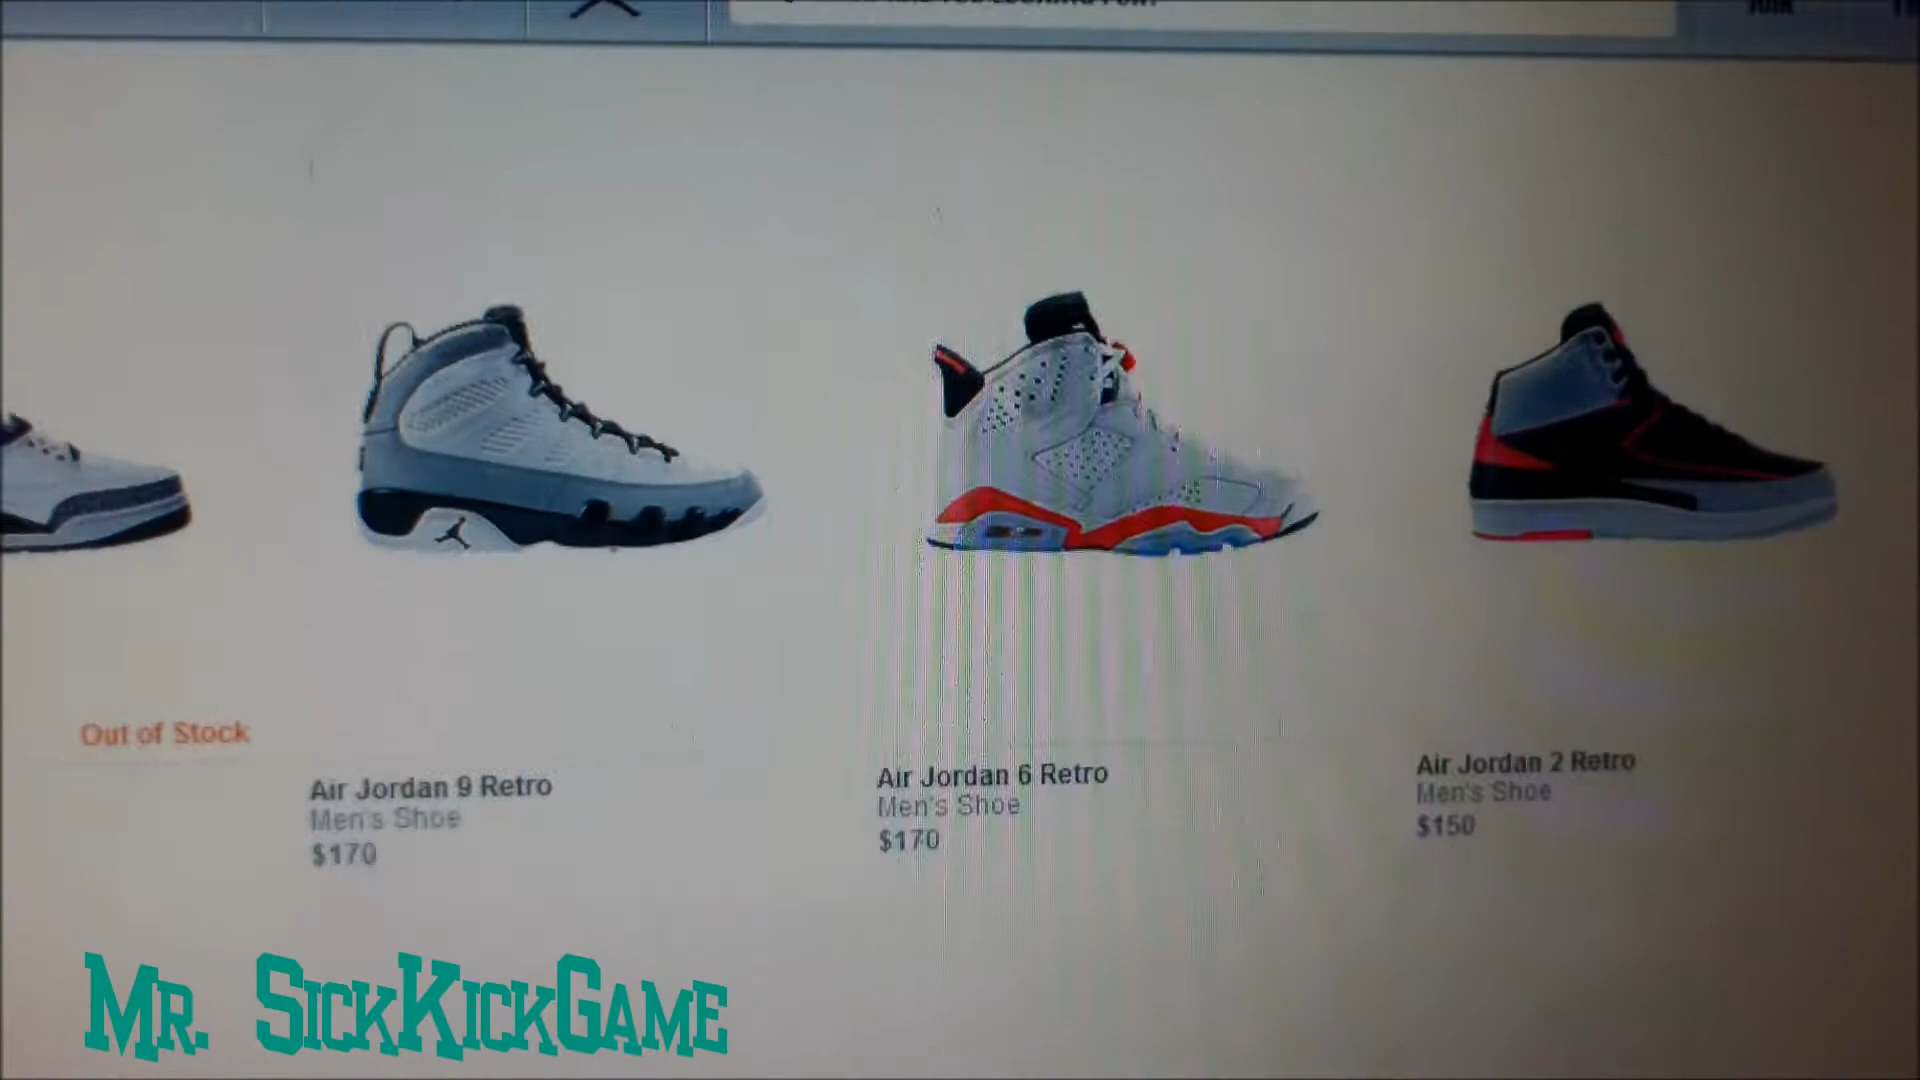 Out of Stock
Air Jordan 9 Retro
Men's Shoe
$170
Air Jordan 6 Retro
Men's Shoe
$170
Air Jordan 2 Retro
Men's Shoe
$150
Mr. SickKickGame